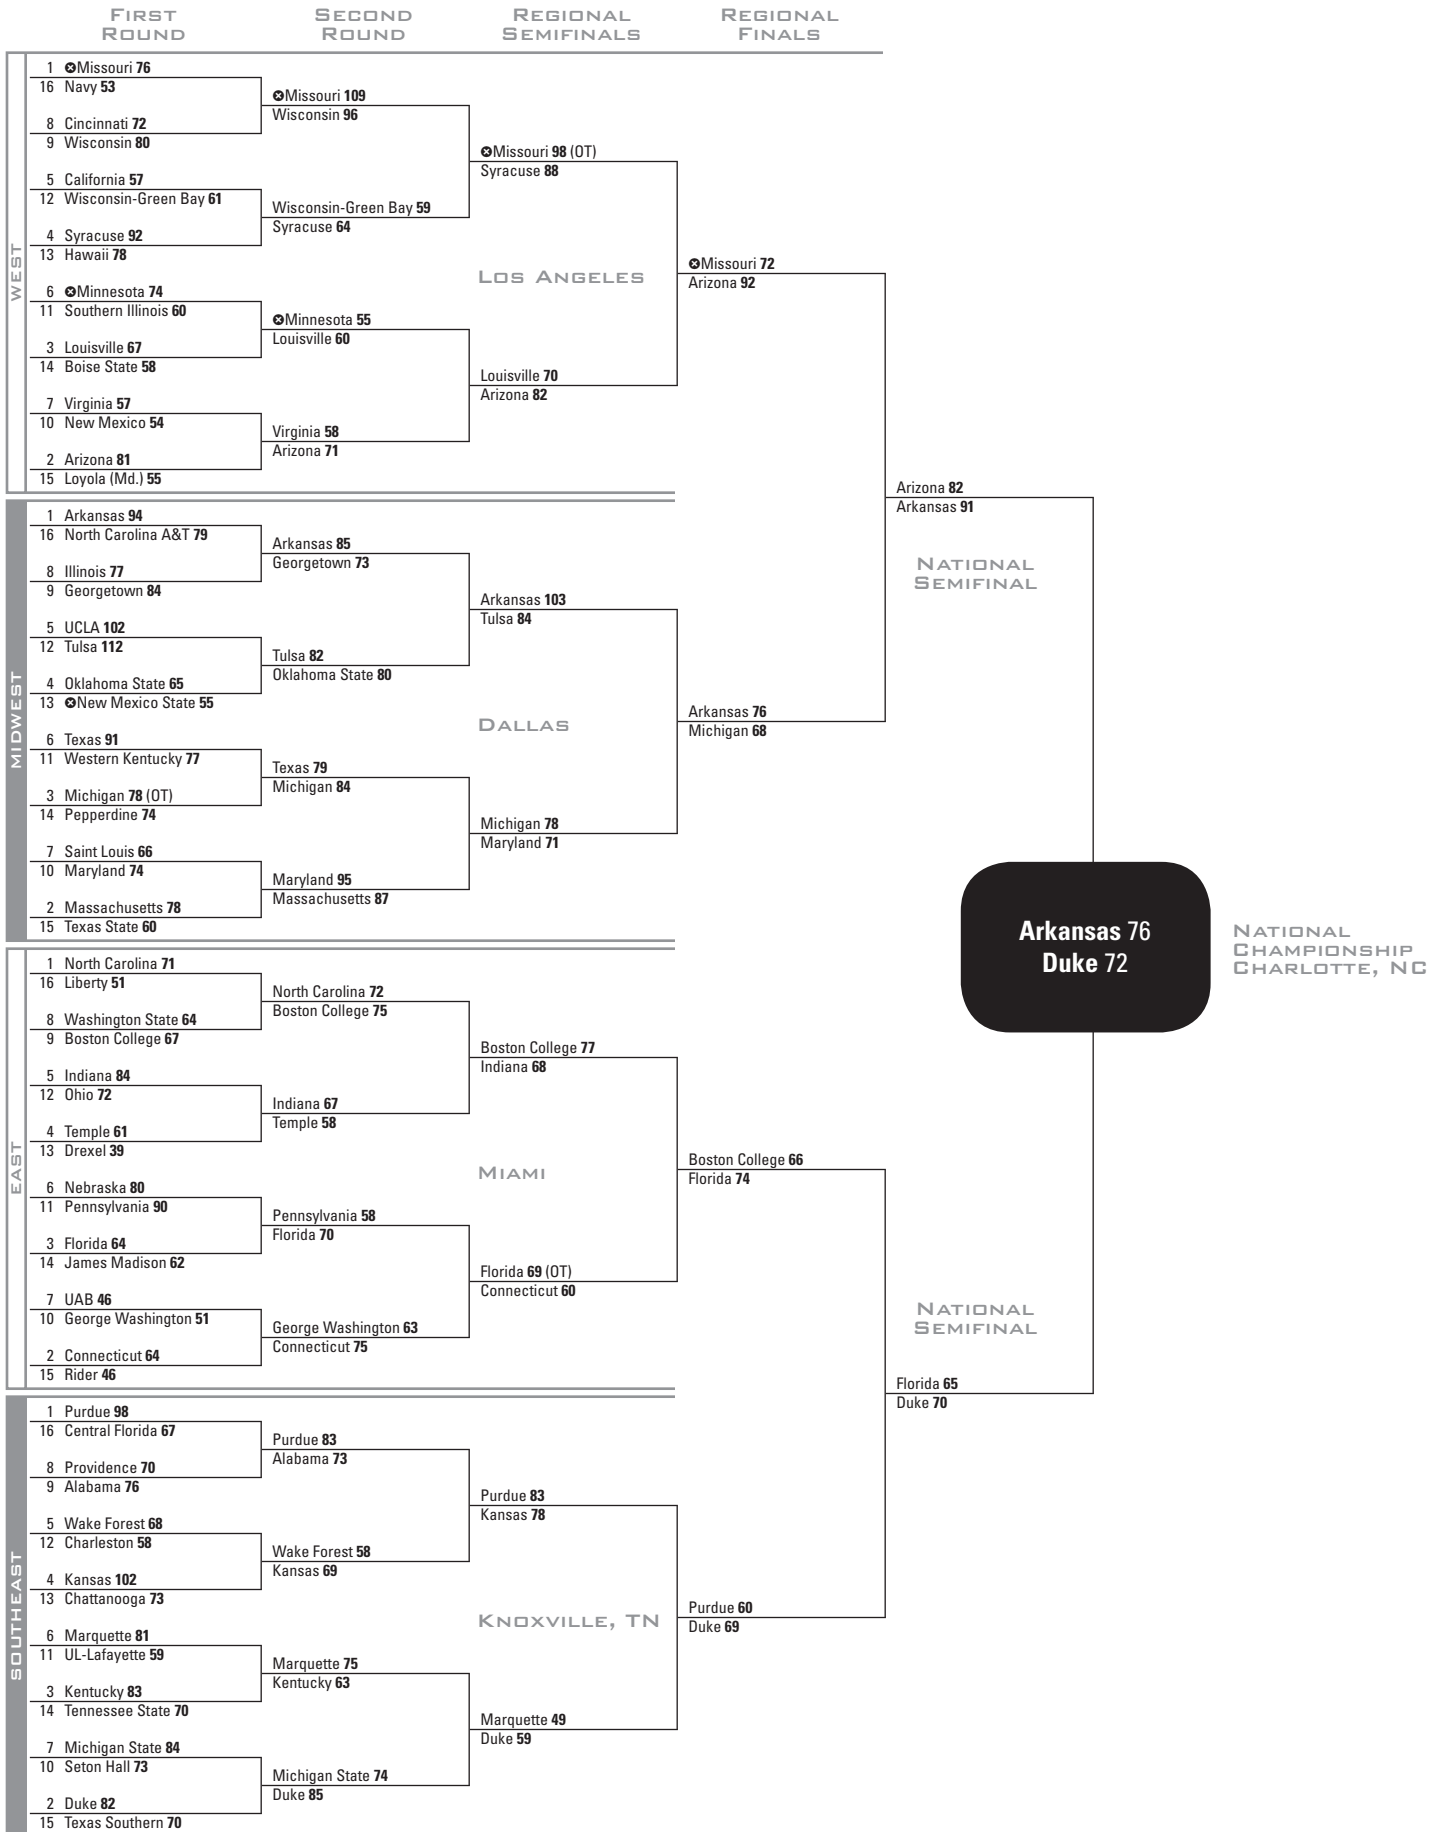 FIRST ROUND
SECOND ROUND
REGIONAL SEMIFINALS
REGIONAL FINALS
WEST
1 ✪Missouri 76
16 Navy 53
8 Cincinnati 72
9 Wisconsin 80
5 California 57
12 Wisconsin-Green Bay 61
4 Syracuse 92
13 Hawaii 78
6 ✪Minnesota 74
11 Southern Illinois 60
3 Louisville 67
14 Boise State 58
7 Virginia 57
10 New Mexico 54
2 Arizona 81
15 Loyola (Md.) 55
✪Missouri 109
Wisconsin 96
Wisconsin-Green Bay 59
Syracuse 64
✪Minnesota 55
Louisville 60
Virginia 58
Arizona 71
✪Missouri 98 (OT)
Syracuse 88
LOS ANGELES
Louisville 70
Arizona 82
✪Missouri 72
Arizona 92
MIDWEST
1 Arkansas 94
16 North Carolina A&T 79
8 Illinois 77
9 Georgetown 84
5 UCLA 102
12 Tulsa 112
4 Oklahoma State 65
13 ✪New Mexico State 55
6 Texas 91
11 Western Kentucky 77
3 Michigan 78 (OT)
14 Pepperdine 74
7 Saint Louis 66
10 Maryland 74
2 Massachusetts 78
15 Texas State 60
Arkansas 85
Georgetown 73
Tulsa 82
Oklahoma State 80
Texas 79
Michigan 84
Maryland 95
Massachusetts 87
Arkansas 103
Tulsa 84
DALLAS
Michigan 78
Maryland 71
Arkansas 76
Michigan 68
Arizona 82
Arkansas 91
NATIONAL
SEMIFINAL
EAST
1 North Carolina 71
16 Liberty 51
8 Washington State 64
9 Boston College 67
5 Indiana 84
12 Ohio 72
4 Temple 61
13 Drexel 39
6 Nebraska 80
11 Pennsylvania 90
3 Florida 64
14 James Madison 62
7 UAB 46
10 George Washington 51
2 Connecticut 64
15 Rider 46
North Carolina 72
Boston College 75
Indiana 67
Temple 58
Pennsylvania 58
Florida 70
George Washington 63
Connecticut 75
Boston College 77
Indiana 68
MIAMI
Florida 69 (OT)
Connecticut 60
Boston College 66
Florida 74
SOUTHEAST
1 Purdue 98
16 Central Florida 67
8 Providence 70
9 Alabama 76
5 Wake Forest 68
12 Charleston 58
4 Kansas 102
13 Chattanooga 73
6 Marquette 81
11 UL-Lafayette 59
3 Kentucky 83
14 Tennessee State 70
7 Michigan State 84
10 Seton Hall 73
2 Duke 82
15 Texas Southern 70
Purdue 83
Alabama 73
Wake Forest 58
Kansas 69
Marquette 75
Kentucky 63
Michigan State 74
Duke 85
Purdue 83
Kansas 78
KNOXVILLE, TN
Marquette 49
Duke 59
Purdue 60
Duke 69
NATIONAL
SEMIFINAL
Florida 65
Duke 70
Arkansas 76
Duke 72
NATIONAL
CHAMPIONSHIP
CHARLOTTE, NC